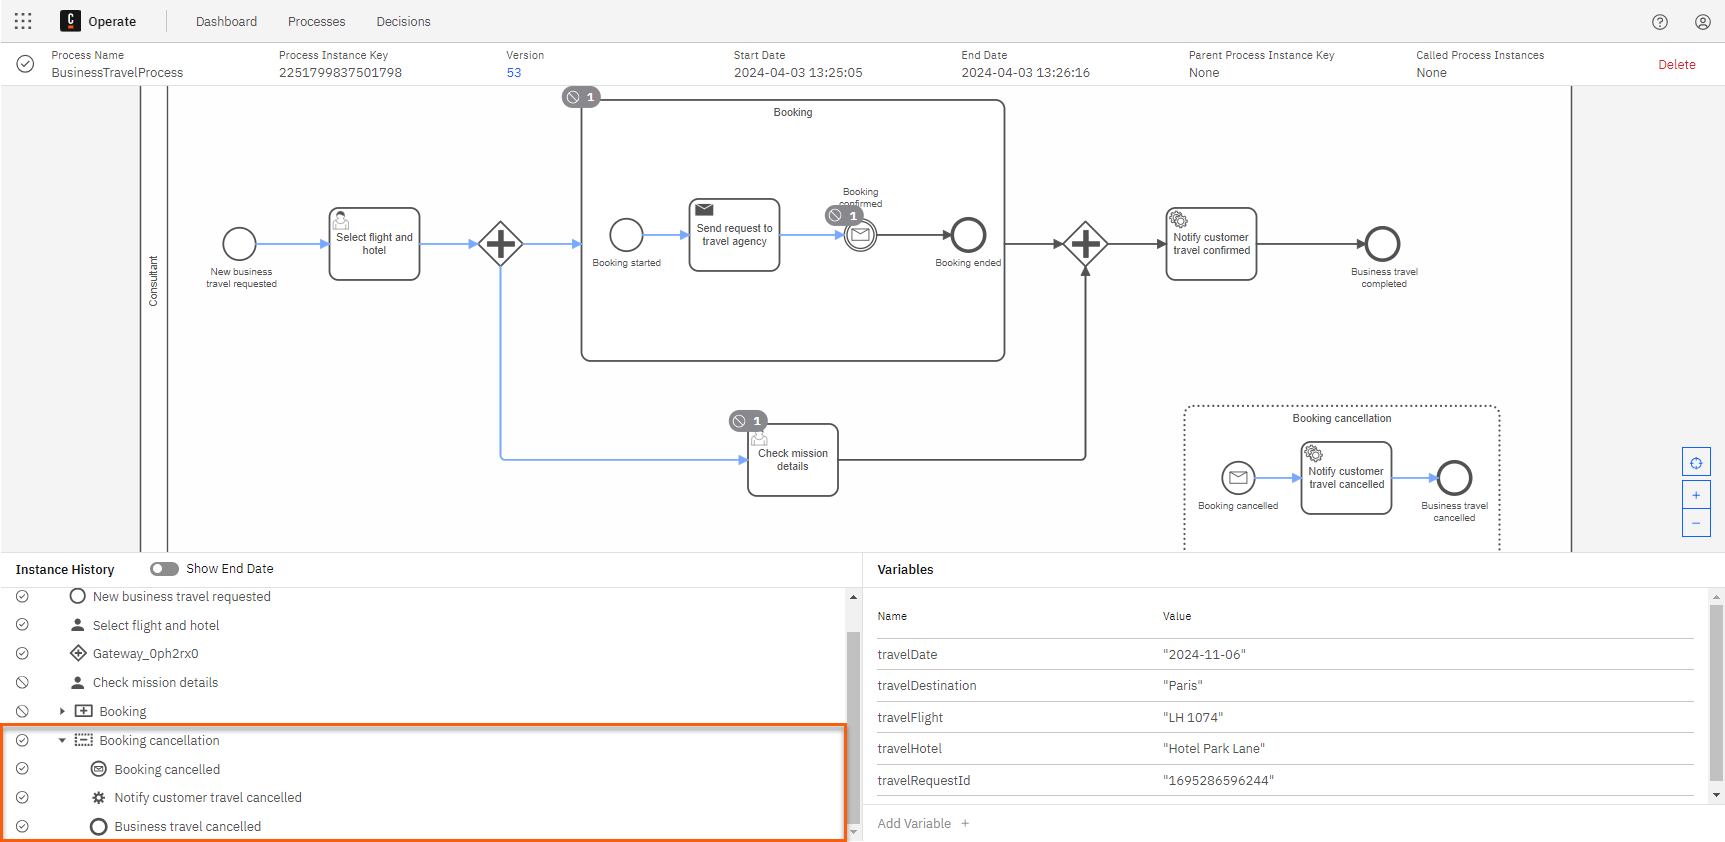 C Operate Dashboard Processes Decisions
Process Name Process Instance Key Version Start Date End Date Parent Process Instance Key Called Process Instances
BusinessTravelProcess 2251799837501798 53 2024-04-03 13:25:05 2024-04-03 13:26:16 None None Delete
1
Booking
Consultant
New business
travel requested
Select flight and
hotel
Booking started
Send request to
travel agency
Booking
confirmed
1
Booking ended
Notify customer
travel confirmed
Business travel
completed
1
Check mission
details
Booking cancellation
Booking cancelled
Notify customer
travel cancelled
Business travel
cancelled
+
−
Instance History Show End Date
New business travel requested
Select flight and hotel
Gateway_0ph2rx0
Check mission details
Booking
Booking cancellation
Booking cancelled
Notify customer travel cancelled
Business travel cancelled
Variables
Name Value
travelDate "2024-11-06"
travelDestination "Paris"
travelFlight "LH 1074"
travelHotel "Hotel Park Lane"
travelRequestId "1695286596244"
Add Variable +